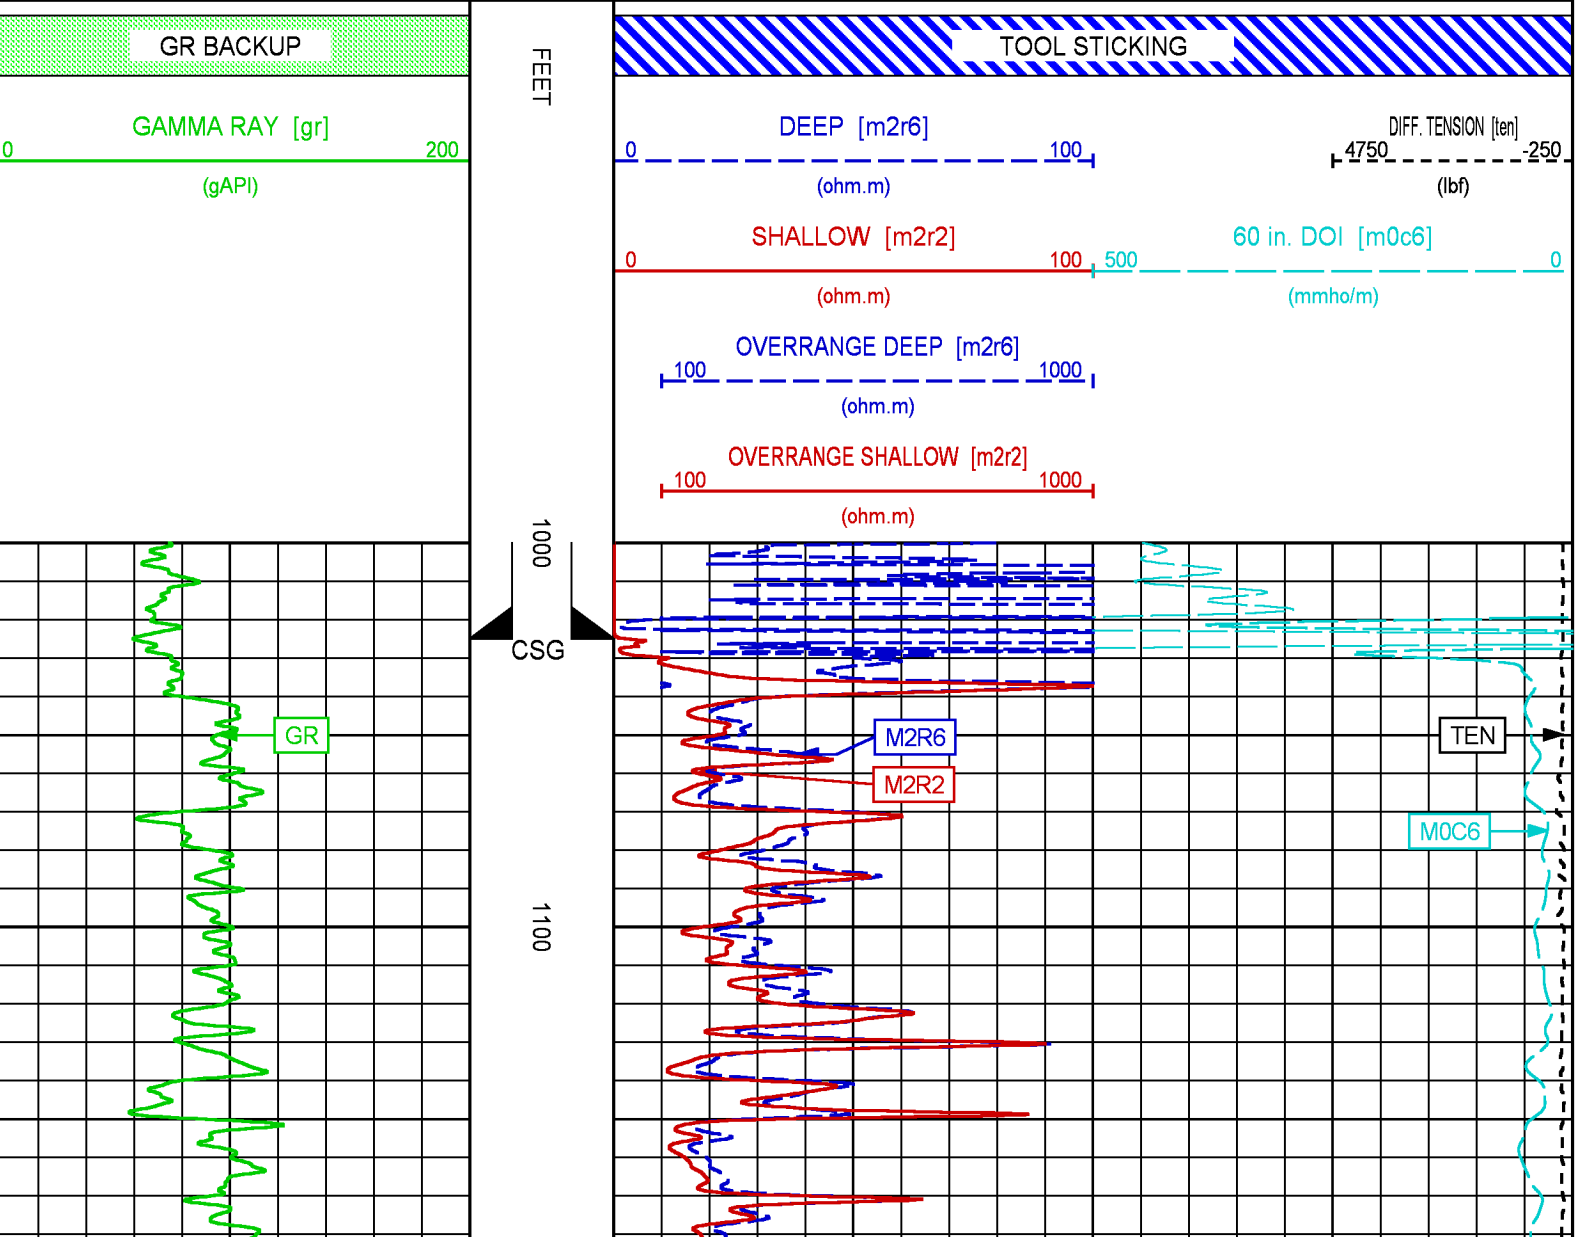 GR BACKUP
FEET
TOOL STICKING
GAMMA RAY [gr]
0 200
(gAPI)
DEEP [m2r6]
0 100
(ohm.m)
DIFF. TENSION [ten]
4750 -250
(lbf)
SHALLOW [m2r2]
0 100
(ohm.m)
60 in. DOI [m0c6]
500 0
(mmho/m)
OVERRANGE DEEP [m2r6]
100 1000
(ohm.m)
OVERRANGE SHALLOW [m2r2]
100 1000
(ohm.m)
1000
CSG
GR
M2R6
TEN
M2R2
M0C6
1100